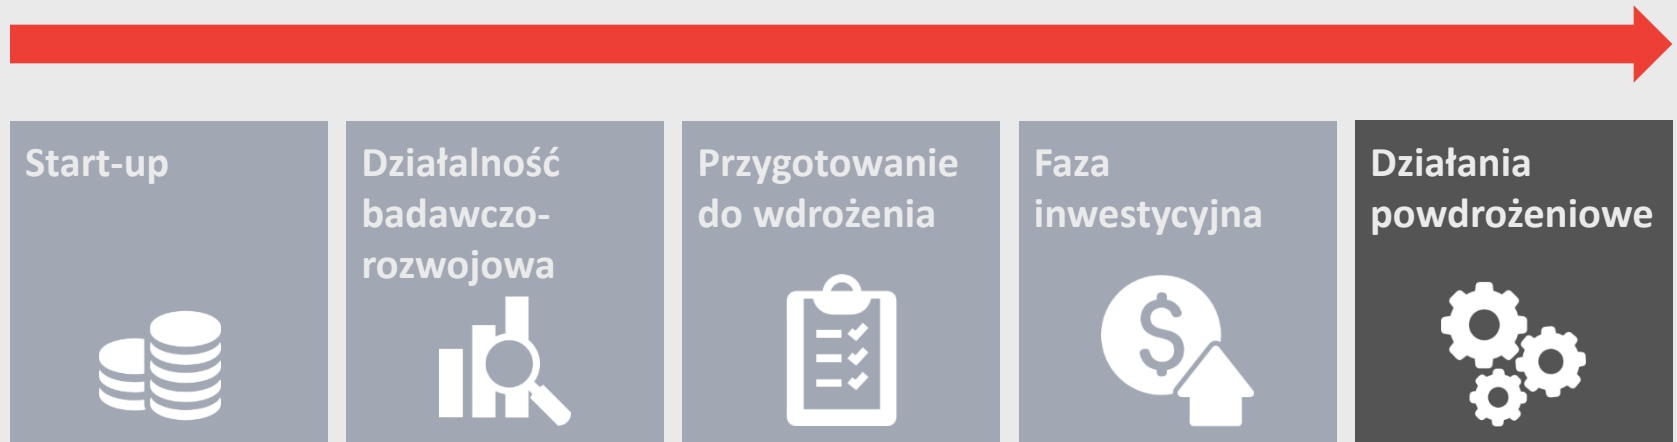 Start-up
Działalność
badawczo-
rozwojowa
Przygotowanie
do wdrożenia
Faza
inwestycyjna
Działania
powdrożeniowe
$